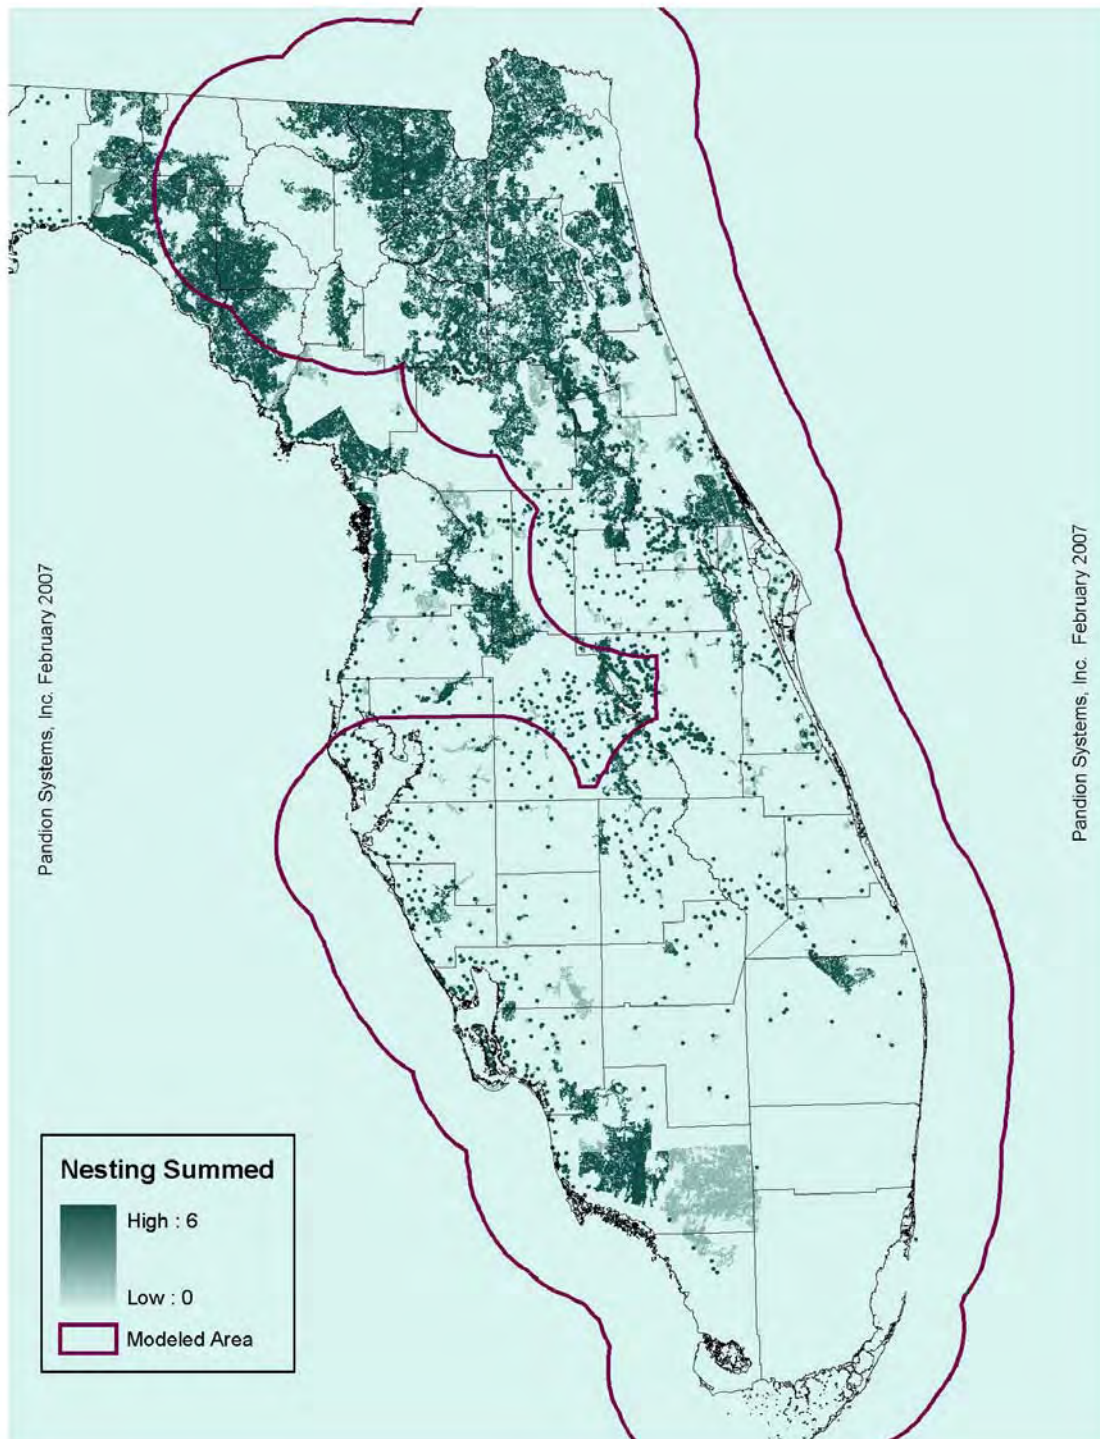 Pandion Systems, Inc. February 2007
Pandion Systems, Inc. February 2007
Nesting Summed
High : 6
Low : 0
Modeled Area